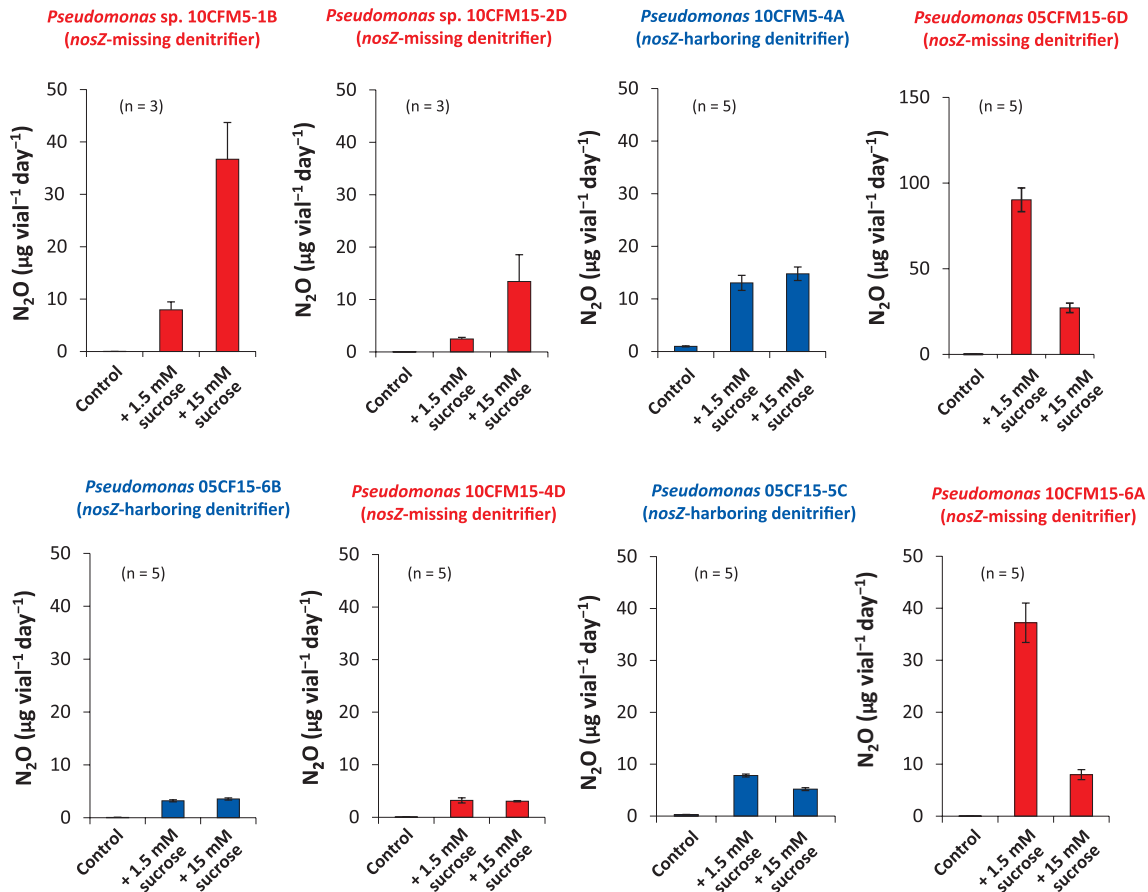 Pseudomonas sp. 10CFM5-1B
(nosZ-missing denitrifier)
50
40
30
20
10
0
N₂O (µg vial⁻¹ day⁻¹)
(n = 3)
Control
+ 1.5 mM
sucrose
+ 15 mM
sucrose
Pseudomonas sp. 10CFM15-2D
(nosZ-missing denitrifier)
50
40
30
20
10
0
N₂O (µg vial⁻¹ day⁻¹)
(n = 3)
Control
+ 1.5 mM
sucrose
+ 15 mM
sucrose
Pseudomonas 10CFM5-4A
(nosZ-harboring denitrifier)
50
40
30
20
10
0
N₂O (µg vial⁻¹ day⁻¹)
(n = 5)
Control
+ 1.5 mM
sucrose
+ 15 mM
sucrose
Pseudomonas 05CFM15-6D
(nosZ-missing denitrifier)
150
100
50
0
N₂O (µg vial⁻¹ day⁻¹)
(n = 5)
Control
+ 1.5 mM
sucrose
+ 15 mM
sucrose
Pseudomonas 05CF15-6B
(nosZ-harboring denitrifier)
50
40
30
20
10
0
N₂O (µg vial⁻¹ day⁻¹)
(n = 5)
Control
+ 1.5 mM
sucrose
+ 15 mM
sucrose
Pseudomonas 10CFM15-4D
(nosZ-missing denitrifier)
50
40
30
20
10
0
N₂O (µg vial⁻¹ day⁻¹)
(n = 5)
Control
+ 1.5 mM
sucrose
+ 15 mM
sucrose
Pseudomonas 05CF15-5C
(nosZ-harboring denitrifier)
50
40
30
20
10
0
N₂O (µg vial⁻¹ day⁻¹)
(n = 5)
Control
+ 1.5 mM
sucrose
+ 15 mM
sucrose
Pseudomonas 10CFM15-6A
(nosZ-missing denitrifier)
50
40
30
20
10
0
N₂O (µg vial⁻¹ day⁻¹)
(n = 5)
Control
+ 1.5 mM
sucrose
+ 15 mM
sucrose